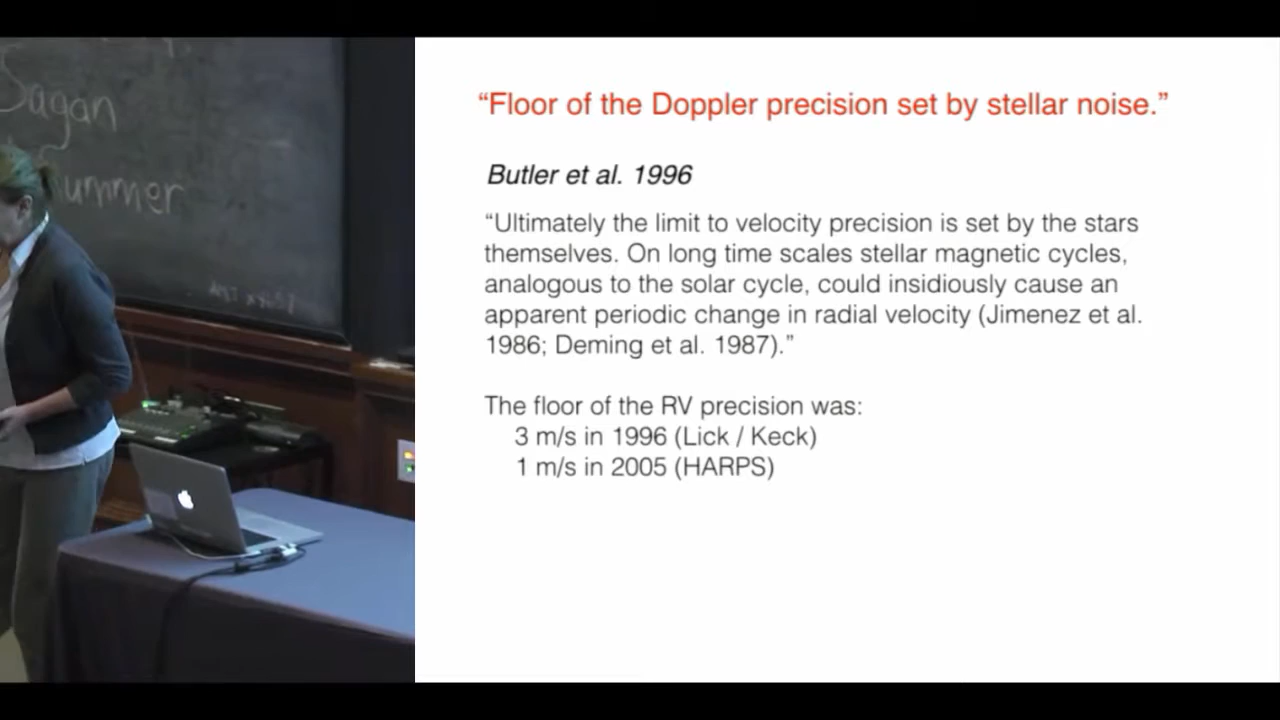 Sagan
Summer
“Floor of the Doppler precision set by stellar noise.”
Butler et al. 1996
“Ultimately the limit to velocity precision is set by the stars
themselves. On long time scales stellar magnetic cycles,
analogous to the solar cycle, could insidiously cause an
apparent periodic change in radial velocity (Jimenez et al.
1986; Deming et al. 1987).”
The floor of the RV precision was:
3 m/s in 1996 (Lick / Keck)
1 m/s in 2005 (HARPS)